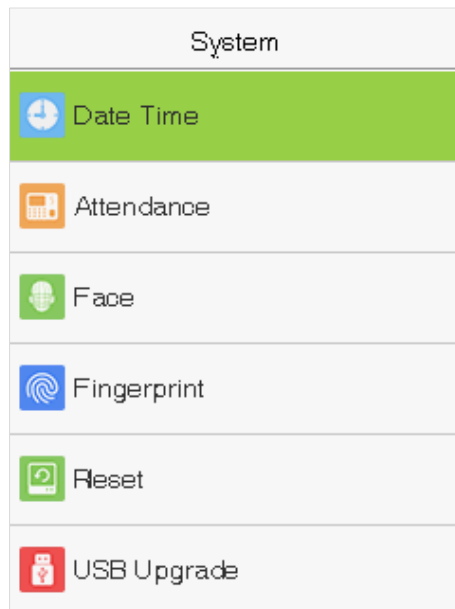 System
Date Time
Attendance
Face
Fingerprint
Reset
USB Upgrade